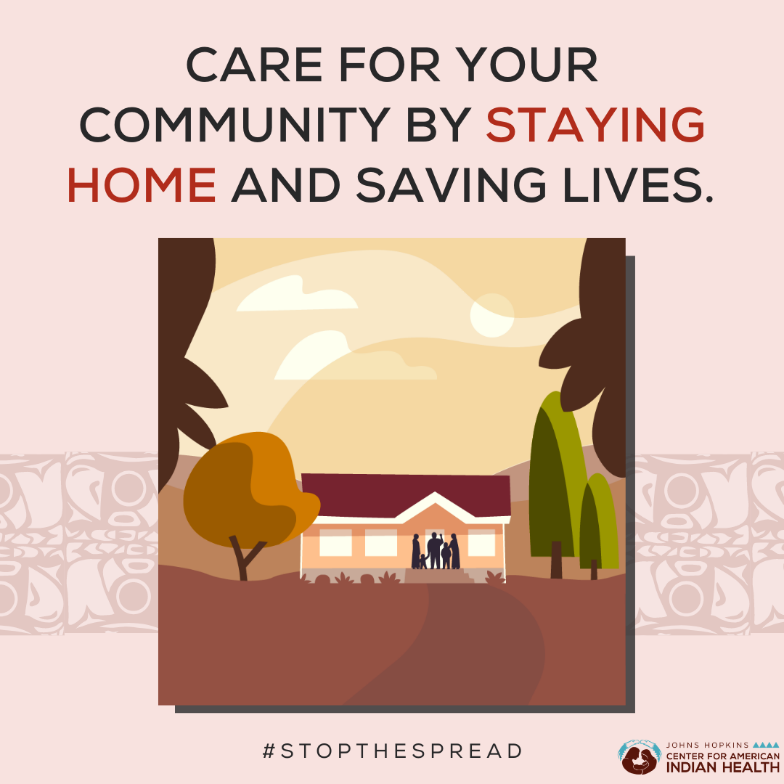 CARE FOR YOUR
COMMUNITY BY STAYING
HOME AND SAVING LIVES.
#STOPTHESPREAD
JOHNS HOPKINS
CENTER FOR AMERICAN
INDIAN HEALTH